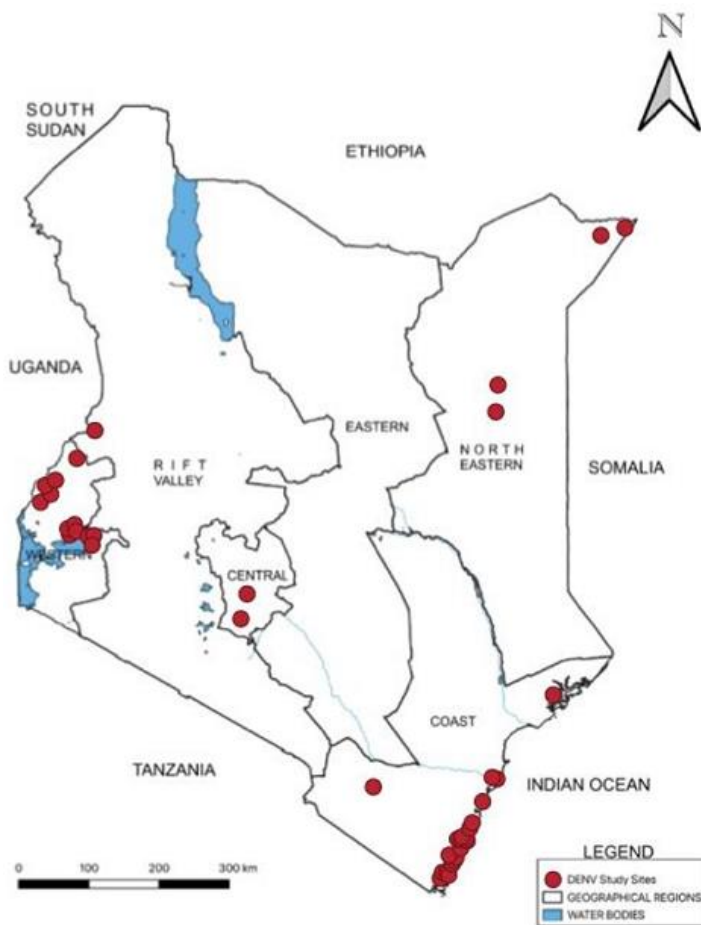 N
SOUTH
SUDAN
ETHIOPIA
UGANDA
EASTERN
RIFT
VALLEY
NORTH
EASTERN
SOMALIA
WESTERN
CENTRAL
COAST
TANZANIA
INDIAN OCEAN
LEGEND
0 100 200 300 km
DENV Study Sites
GEOGRAPHICAL REGIONS
WATER BODIES